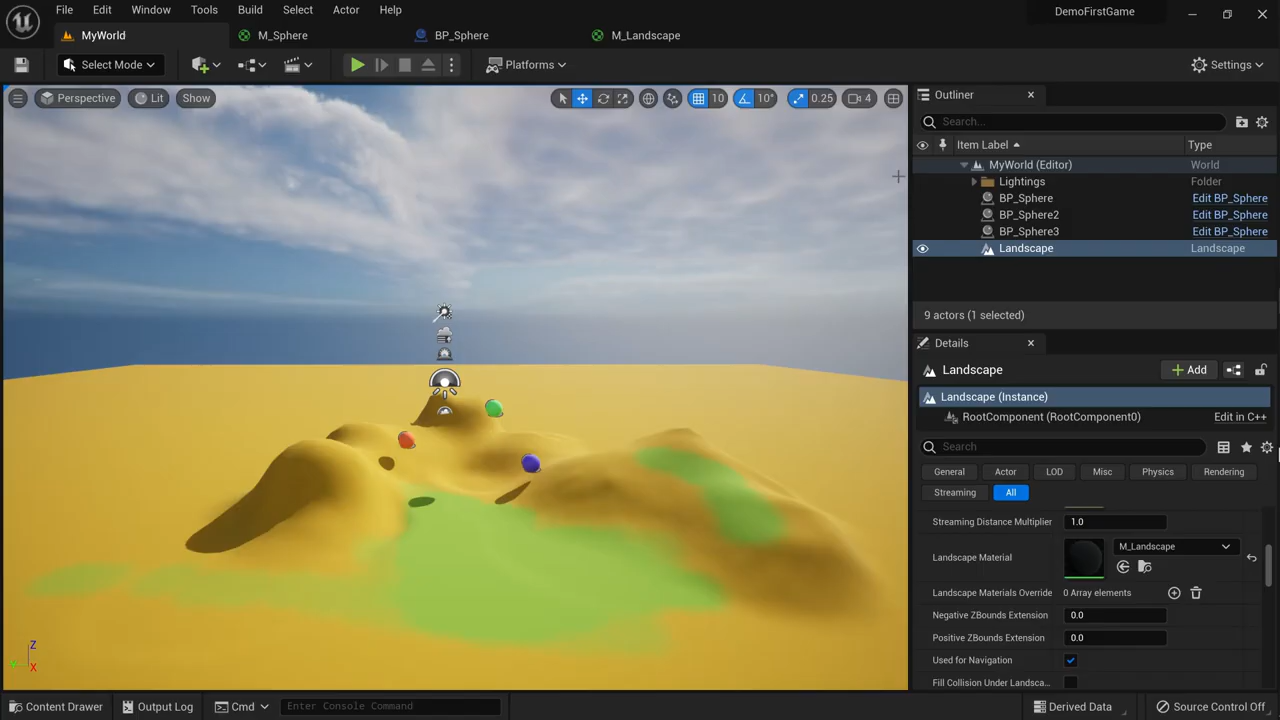 File Edit Window Tools Build Select Actor Help
DemoFirstGame
MyWorld M_Sphere BP_Sphere M_Landscape
Select Mode Platforms Settings
Perspective Lit Show 10 10° 0.25 4
Outliner
Search...
Item Label Type
MyWorld (Editor) World
Lightings Folder
BP_Sphere Edit BP_Sphere
BP_Sphere2 Edit BP_Sphere
BP_Sphere3 Edit BP_Sphere
Landscape Landscape
9 actors (1 selected)
Details
Landscape Add
Landscape (Instance)
RootComponent (RootComponent0) Edit in C++
Search
General Actor LOD Misc Physics Rendering
Streaming All
Streaming Distance Multiplier 1.0
Landscape Material M_Landscape
Landscape Materials Override 0 Array elements
Negative ZBounds Extension 0.0
Positive ZBounds Extension 0.0
Used for Navigation
Fill Collision Under Landsca...
Z
Y X
Content Drawer Output Log Cmd Enter Console Command Derived Data Source Control Off